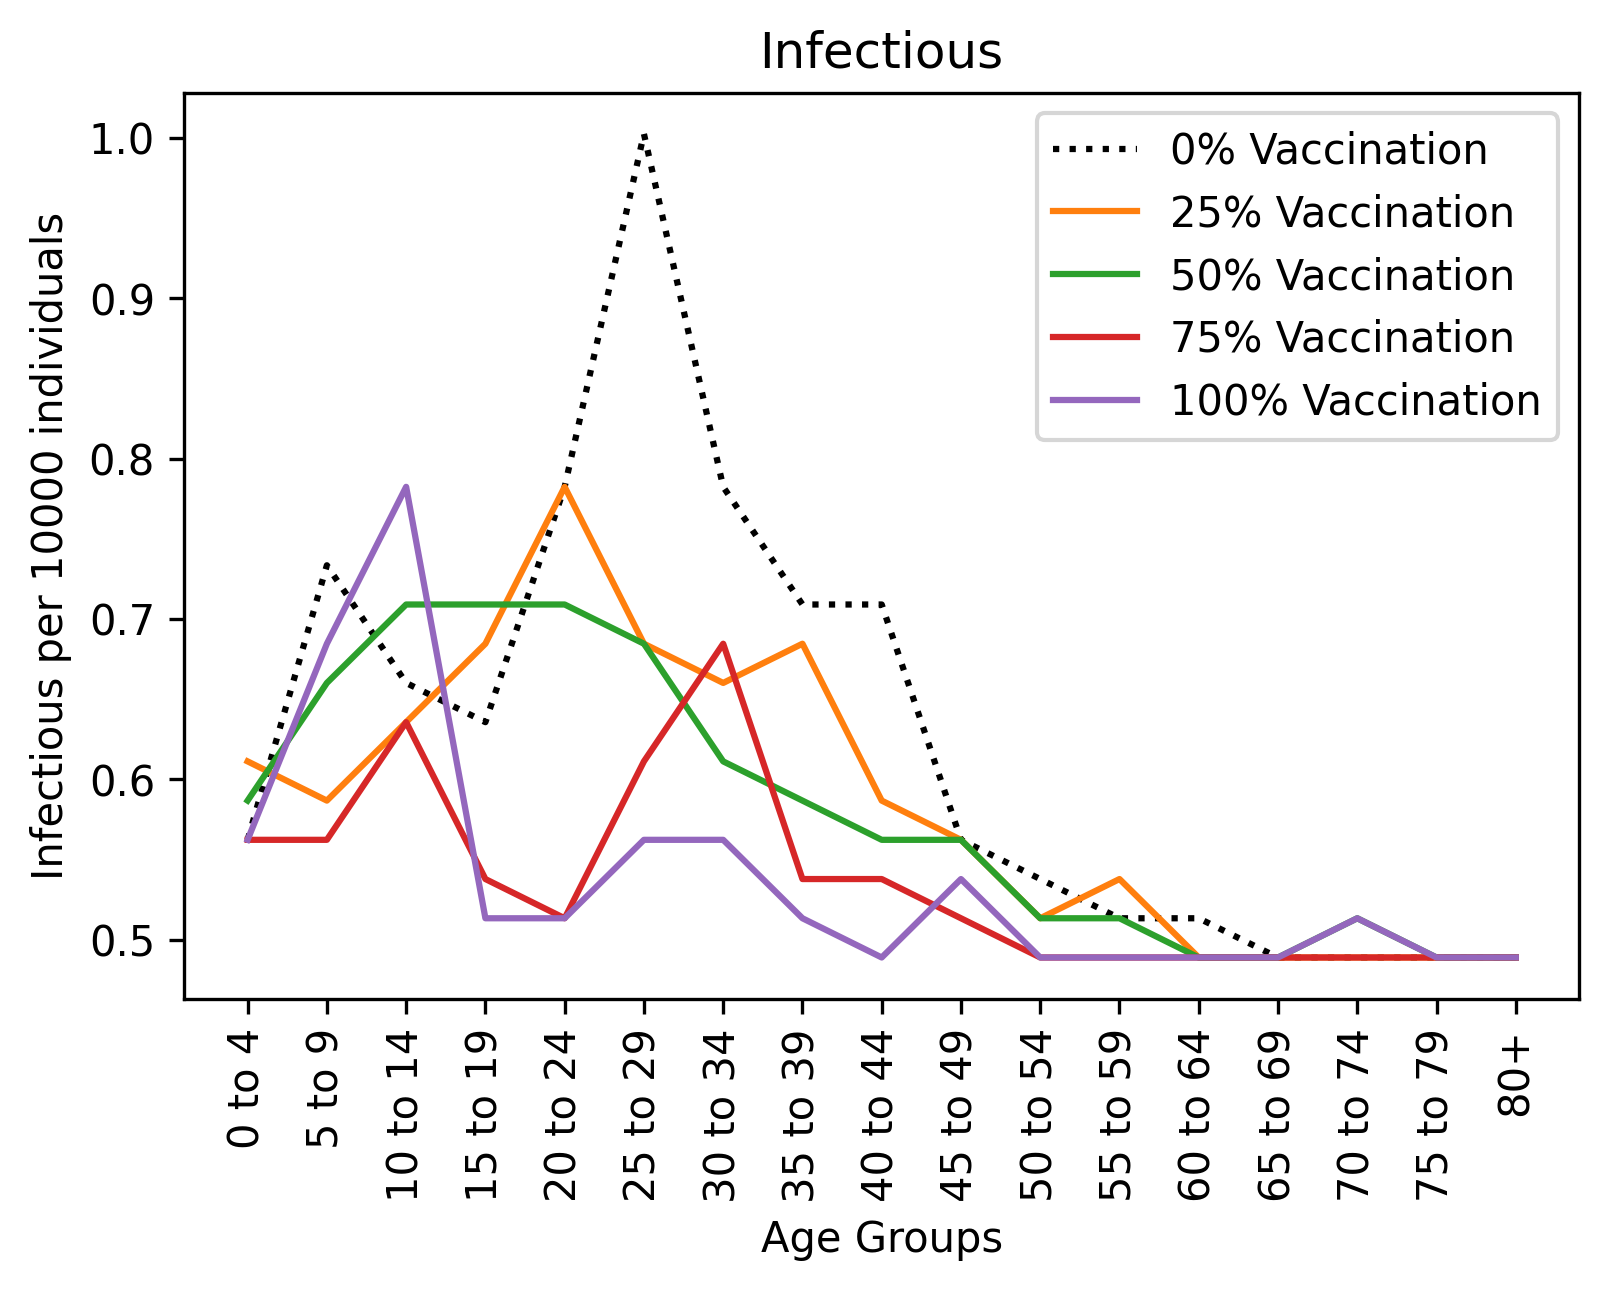 Infectious
Infectious per 10000 individuals
1.0
0.9
0.8
0.7
0.6
0.5
0% Vaccination
25% Vaccination
50% Vaccination
75% Vaccination
100% Vaccination
0 to 4
5 to 9
10 to 14
15 to 19
20 to 24
25 to 29
30 to 34
35 to 39
40 to 44
45 to 49
50 to 54
55 to 59
60 to 64
65 to 69
70 to 74
75 to 79
80+
Age Groups